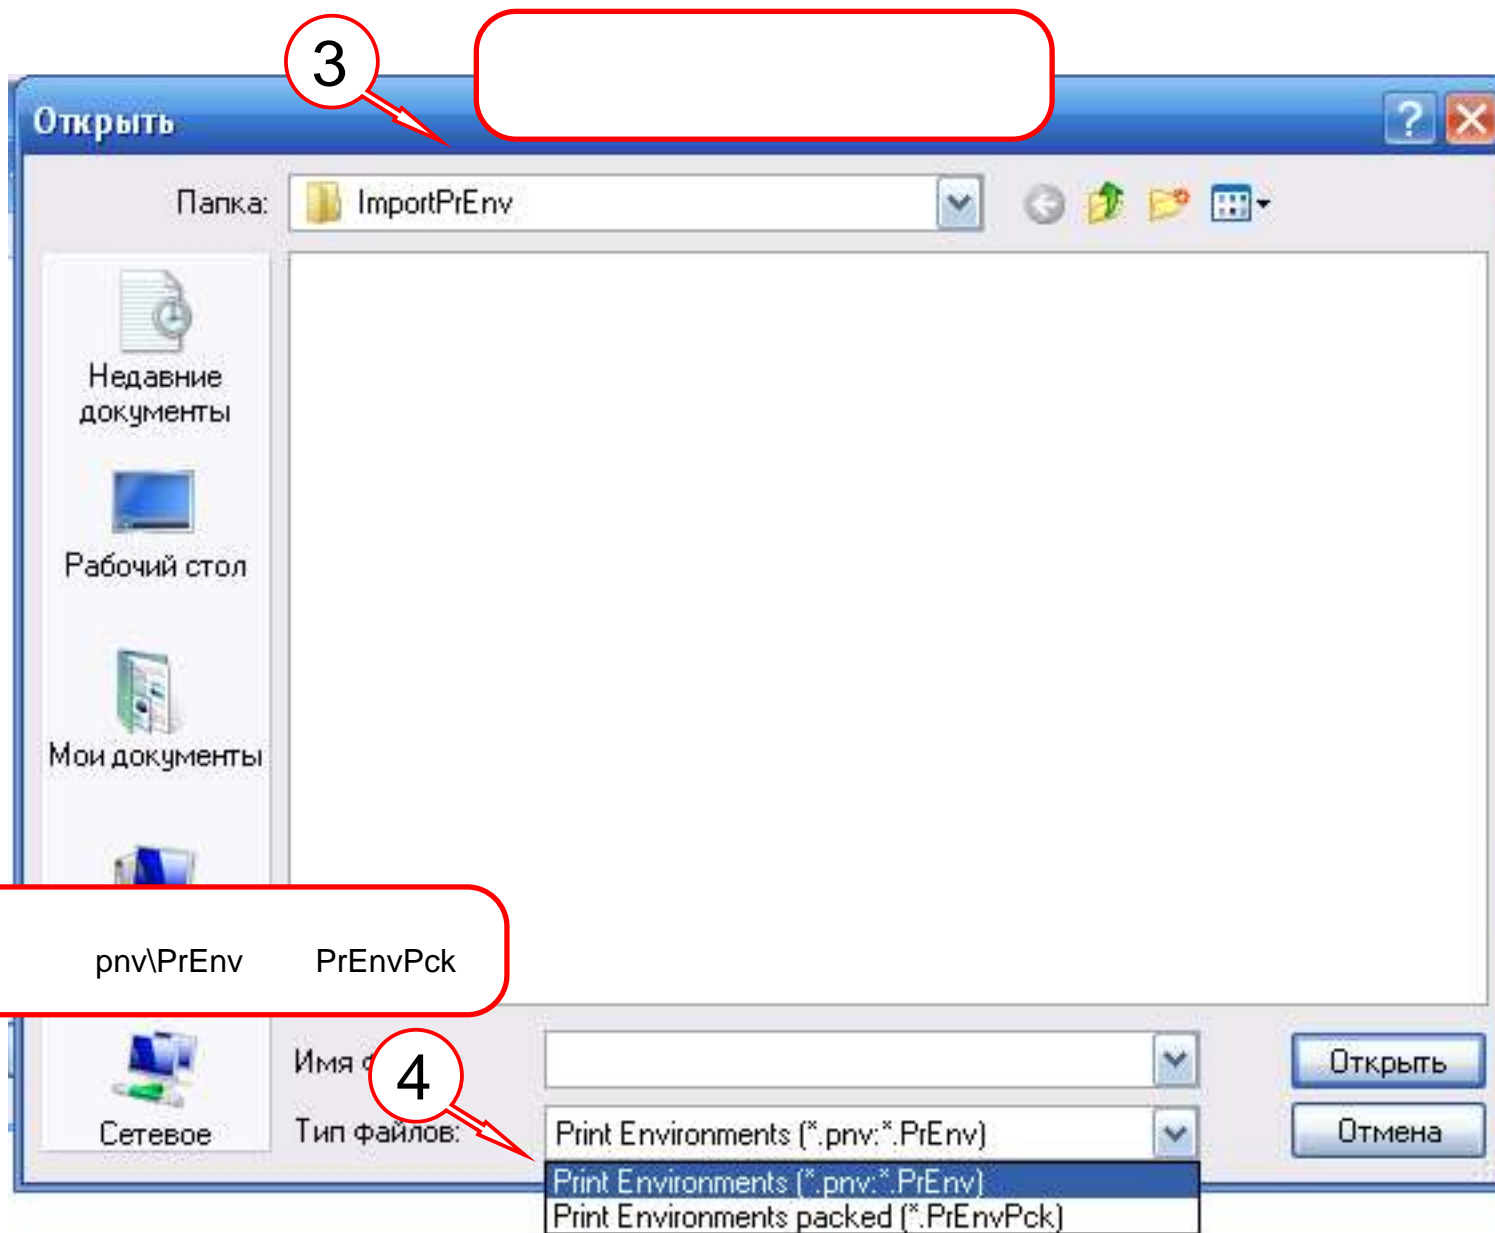 3
Открыть
Папка:
ImportPrEnv
Недавние
документы
Рабочий стол
Мои документы
pnv\PrEnv PrEnvPck
Имя
4
Открыть
Тип файлов:
Print Environments (*.pnv;*.PrEnv)
Отмена
Сетевое
Print Environments (*.pnv;*.PrEnv)
Print Environments packed (*.PrEnvPck)